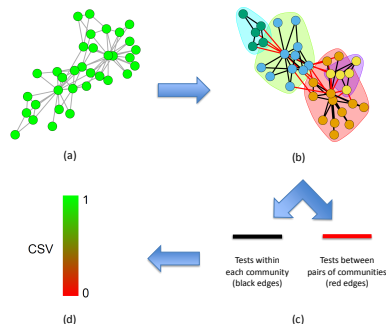 (a)
(b)
1
CSV
0
Tests within
each community
(black edges)
Tests between
pairs of communities
(red edges)
(d)
(c)